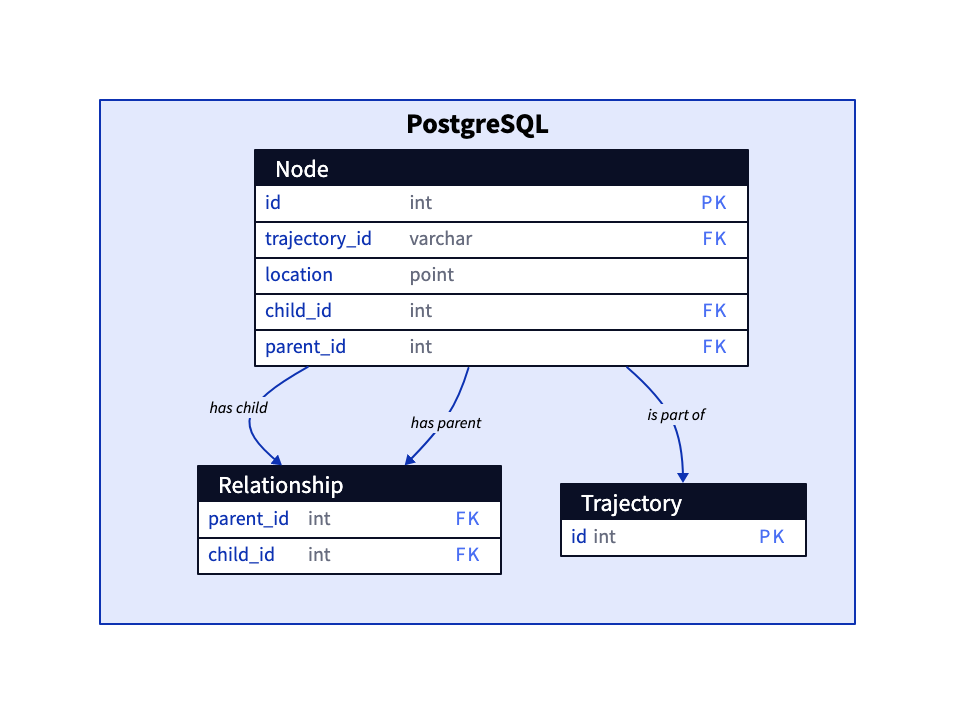 PostgreSQL
Node
id int PK
trajectory_id varchar FK
location point
child_id int FK
parent_id int FK
has child
has parent
is part of
Relationship
parent_id int FK
child_id int FK
Trajectory
id int PK